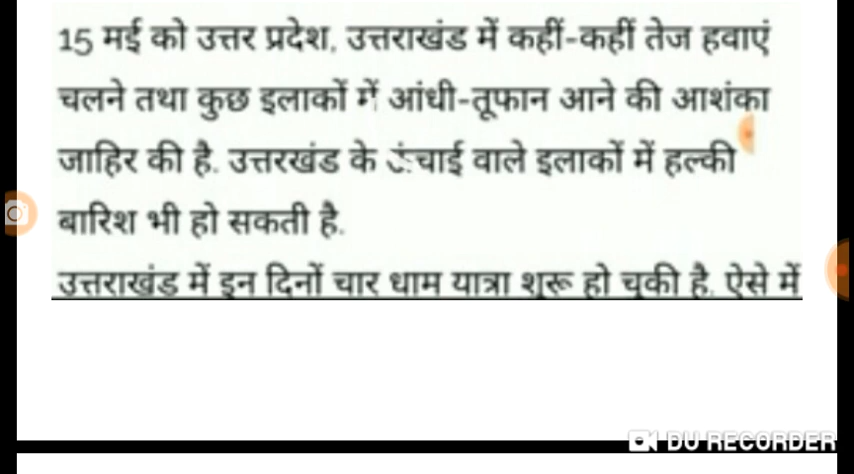 15 मई को उत्तर प्रदेश, उत्तराखंड में कहीं-कहीं तेज हवाएं
चलने तथा कुछ इलाकों में आंधी-तूफान आने की आशंका
जाहिर की है. उत्तरखंड के ऊंचाई वाले इलाकों में हल्की
बारिश भी हो सकती है.
उत्तराखंड में इन दिनों चार धाम यात्रा शुरू हो चुकी है. ऐसे में
DU RECORDER